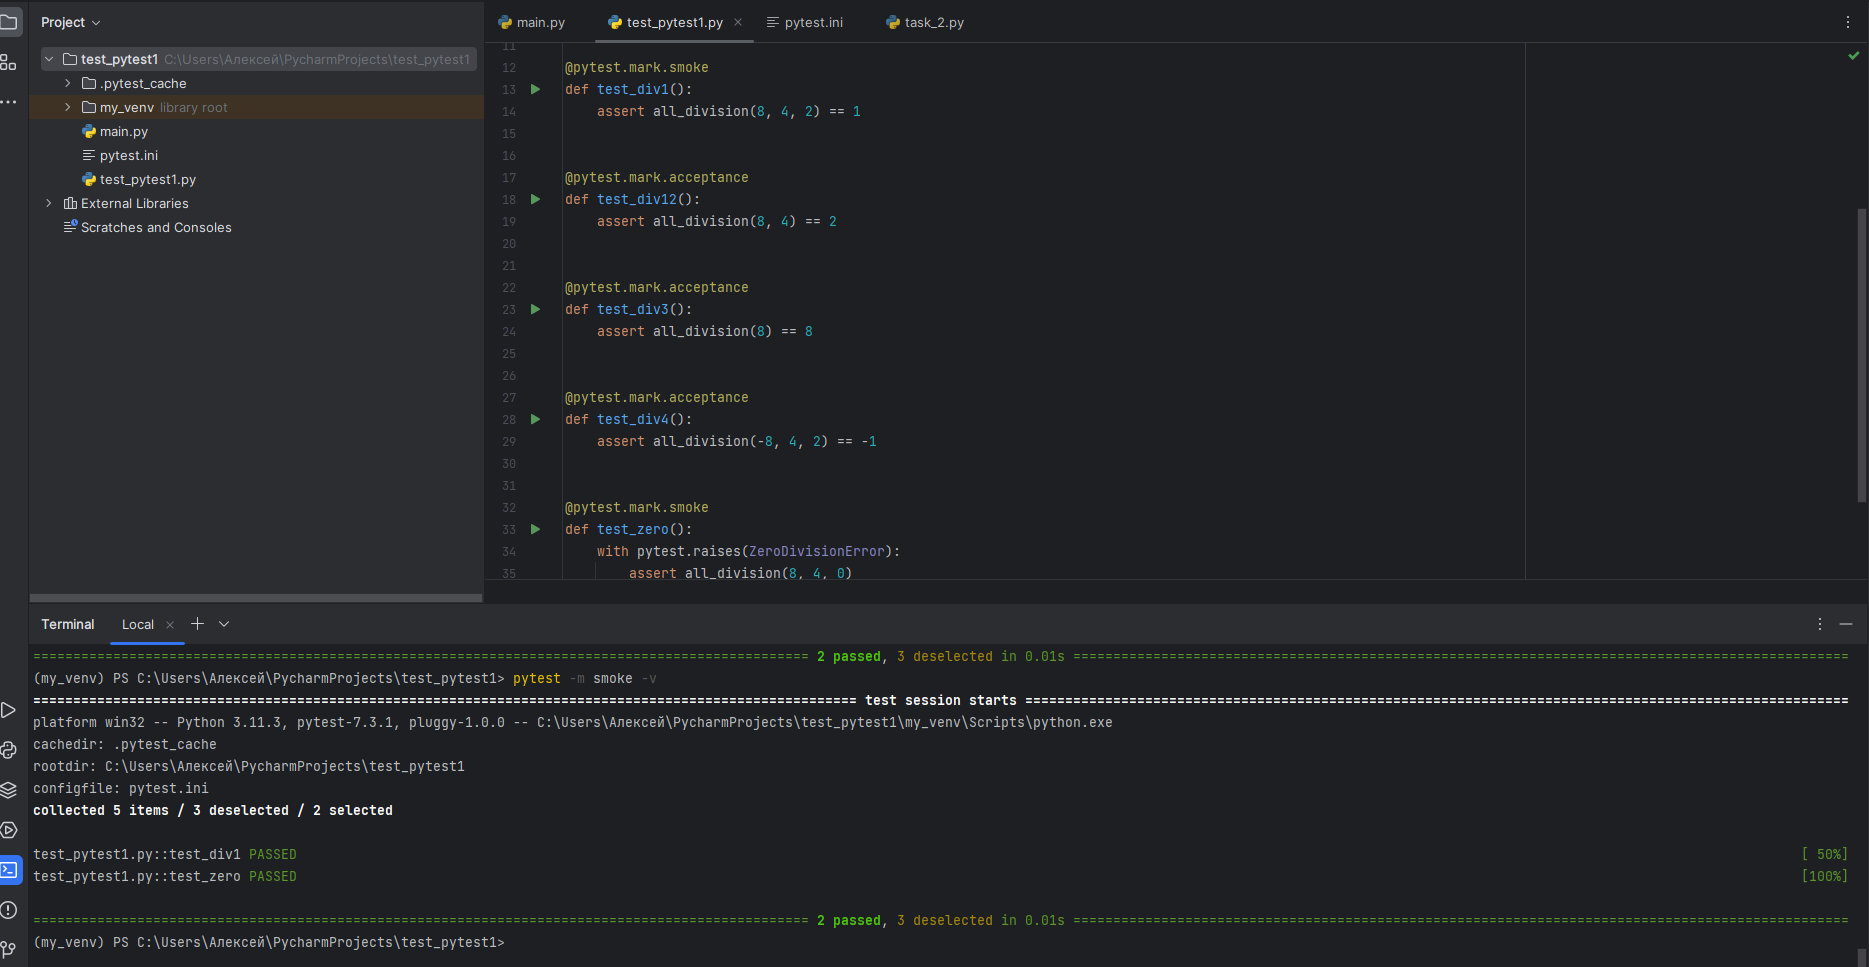 Project
test_pytest1 C:\Users\Алексей\PycharmProjects\test_pytest1
.pytest_cache
my_venv library root
main.py
pytest.ini
test_pytest1.py
External Libraries
Scratches and Consoles
main.py test_pytest1.py pytest.ini task_2.py
11
12 @pytest.mark.smoke
13 def test_div1():
14 assert all_division(8, 4, 2) == 1
15
16
17 @pytest.mark.acceptance
18 def test_div12():
19 assert all_division(8, 4) == 2
20
21
22 @pytest.mark.acceptance
23 def test_div3():
24 assert all_division(8) == 8
25
26
27 @pytest.mark.acceptance
28 def test_div4():
29 assert all_division(-8, 4, 2) == -1
30
31
32 @pytest.mark.smoke
33 def test_zero():
34 with pytest.raises(ZeroDivisionError):
35 assert all_division(8, 4, 0)
Terminal Local
================================================================================================= 2 passed, 3 deselected in 0.01s =================================================================================================
(my_venv) PS C:\Users\Алексей\PycharmProjects\test_pytest1> pytest -m smoke -v
======================================================================================================= test session starts =======================================================================================================
platform win32 -- Python 3.11.3, pytest-7.3.1, pluggy-1.0.0 -- C:\Users\Алексей\PycharmProjects\test_pytest1\my_venv\Scripts\python.exe
cachedir: .pytest_cache
rootdir: C:\Users\Алексей\PycharmProjects\test_pytest1
configfile: pytest.ini
collected 5 items / 3 deselected / 2 selected
test_pytest1.py::test_div1 PASSED [ 50%]
test_pytest1.py::test_zero PASSED [100%]
================================================================================================= 2 passed, 3 deselected in 0.01s =================================================================================================
(my_venv) PS C:\Users\Алексей\PycharmProjects\test_pytest1>